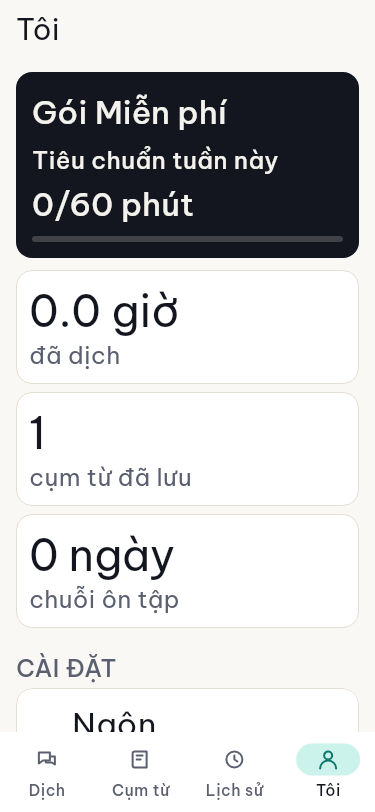 Tôi
Gói Miễn phí
Tiêu chuẩn tuần này
0/60 phút
0.0 giờ
đã dịch
1
cụm từ đã lưu
0 ngày
chuỗi ôn tập
CÀI ĐẶT
Ngôn
Dịch
Cụm từ
Lịch sử
Tôi